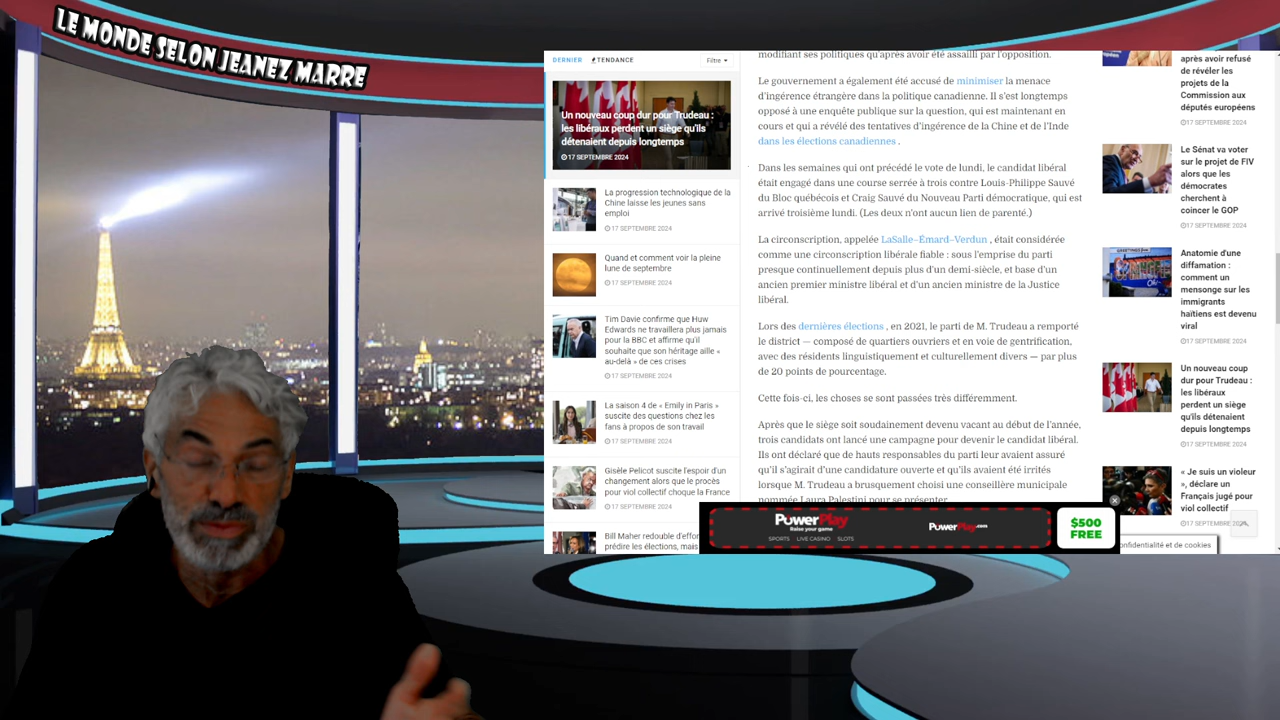 LE MONDE SELON JEANEZ MARRE
DERNIER
TENDANCE
Filtre
Un nouveau coup dur pour Trudeau :
les libéraux perdent un siège qu'ils
détenaient depuis longtemps
17 SEPTEMBRE 2024
La progression technologique de la
Chine laisse les jeunes sans
emploi
17 SEPTEMBRE 2024
Quand et comment voir la pleine
lune de septembre
17 SEPTEMBRE 2024
Tim Davie confirme que Huw
Edwards ne travaillera plus jamais
pour la BBC et affirme qu'il
souhaite que son héritage aille «
au-delà » de ces crises
17 SEPTEMBRE 2024
La saison 4 de « Emily in Paris »
suscite des questions chez les
fans à propos de son travail
17 SEPTEMBRE 2024
Gisèle Pelicot suscite l'espoir d'un
changement alors que le procès
pour viol collectif choque la France
17 SEPTEMBRE 2024
Bill Maher redouble d'effor
prédire les élections, mais
modifiant ses politiques qu'après avoir été assailli par l'opposition.
Le gouvernement a également été accusé de minimiser la menace
d'ingérence étrangère dans la politique canadienne. Il s'est longtemps
opposé à une enquête publique sur la question, qui est maintenant en
cours et qui a révélé des tentatives d'ingérence de la Chine et de l'Inde
dans les élections canadiennes .
Dans les semaines qui ont précédé le vote de lundi, le candidat libéral
était engagé dans une course serrée à trois contre Louis-Philippe Sauvé
du Bloc québécois et Craig Sauvé du Nouveau Parti démocratique, qui est
arrivé troisième lundi. (Les deux n'ont aucun lien de parenté.)
La circonscription, appelée LaSalle–Émard–Verdun , était considérée
comme une circonscription libérale fiable : sous l'emprise du parti
presque continuellement depuis plus d'un demi-siècle, et base d'un
ancien premier ministre libéral et d'un ancien ministre de la Justice
libéral.
Lors des dernières élections , en 2021, le parti de M. Trudeau a remporté
le district — composé de quartiers ouvriers et en voie de gentrification,
avec des résidents linguistiquement et culturellement divers — par plus
de 20 points de pourcentage.
Cette fois-ci, les choses se sont passées très différemment.
Après que le siège soit soudainement devenu vacant au début de l'année,
trois candidats ont lancé une campagne pour devenir le candidat libéral.
Ils ont déclaré que de hauts responsables du parti leur avaient assuré
qu'il s'agirait d'une candidature ouverte et qu'ils avaient été irrités
lorsque M. Trudeau a brusquement choisi une conseillère municipale
nommée Laura Palestini pour se présenter
après avoir refusé
de révéler les
projets de la
Commission aux
députés européens
17 SEPTEMBRE 2024
Le Sénat va voter
sur le projet de FIV
alors que les
démocrates
cherchent à
coincer le GOP
17 SEPTEMBRE 2024
Anatomie d'une
diffamation :
comment un
mensonge sur les
immigrants
haïtiens est devenu
viral
17 SEPTEMBRE 2024
Un nouveau coup
dur pour Trudeau :
les libéraux
perdent un siège
qu'ils détenaient
depuis longtemps
17 SEPTEMBRE 2024
« Je suis un violeur
», déclare un
Français jugé pour
viol collectif
17 SEPTEMBRE 2024
PowerPlay
Raise your game
SPORTS LIVE CASINO SLOTS
PowerPlay.com
$500
FREE
onfidentialité et de cookies